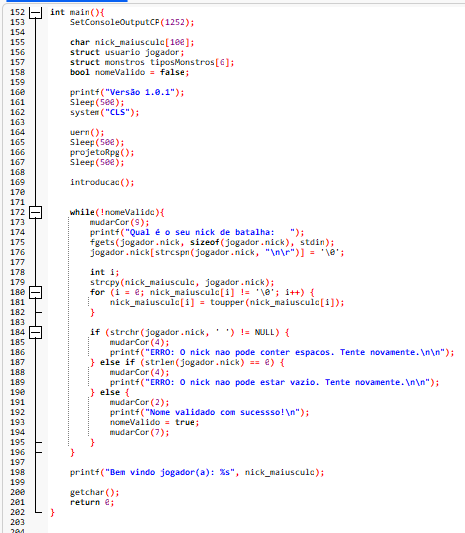 152 int main(){
153 SetConsoleOutputCP(1252);
154
155 char nick_maiusculo[100];
156 struct usuario jogador;
157 struct monstros tiposMonstros[6];
158 bool nomeValido = false;
159
160 printf("Versão 1.0.1");
161 Sleep(500);
162 system("CLS");
163
164 uern();
165 Sleep(500);
166 projetoRpg();
167 Sleep(500);
168
169 introducao();
170
171
172 while(!nomeValido){
173 mudarCor(9);
174 printf("Qual é o seu nick de batalha:   ");
175 fgets(jogador.nick, sizeof(jogador.nick), stdin);
176 jogador.nick[strcspn(jogador.nick, "\n\r")] = '\0';
177
178 int i;
179 strcpy(nick_maiusculo, jogador.nick);
180 for (i = 0; nick_maiusculo[i] != '\0'; i++) {
181 nick_maiusculo[i] = toupper(nick_maiusculo[i]);
182 }
183
184 if (strchr(jogador.nick, ' ') != NULL) {
185 mudarCor(4);
186 printf("ERRO: O nick nao pode conter espacos. Tente novamente.\n\n");
187 } else if (strlen(jogador.nick) == 0) {
188 mudarCor(4);
189 printf("ERRO: O nick nao pode estar vazio. Tente novamente.\n\n");
190 } else {
191 mudarCor(2);
192 printf("Nome validado com sucessso!\n");
193 nomeValido = true;
194 mudarCor(7);
195 }
196 }
197
198 printf("Bem vindo jogador(a): %s", nick_maiusculo);
199
200 getchar();
201 return 0;
202 }
203
204